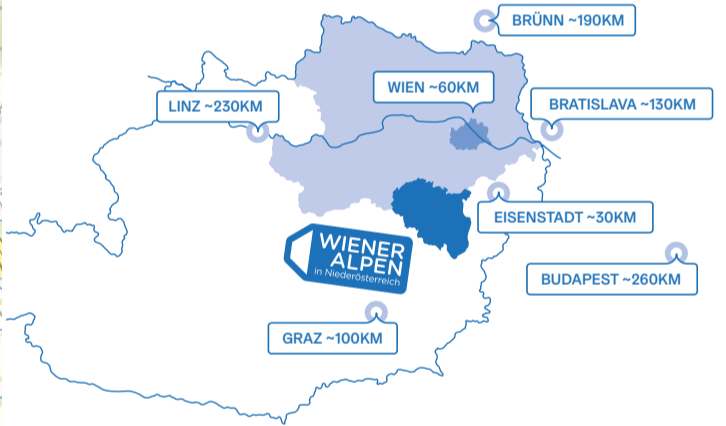 BRÜNN ~190KM
WIEN ~60KM
LINZ ~230KM
BRATISLAVA ~130KM
EISENSTADT ~30KM
WIENER
ALPEN
in Niederösterreich
BUDAPEST ~260KM
GRAZ ~100KM